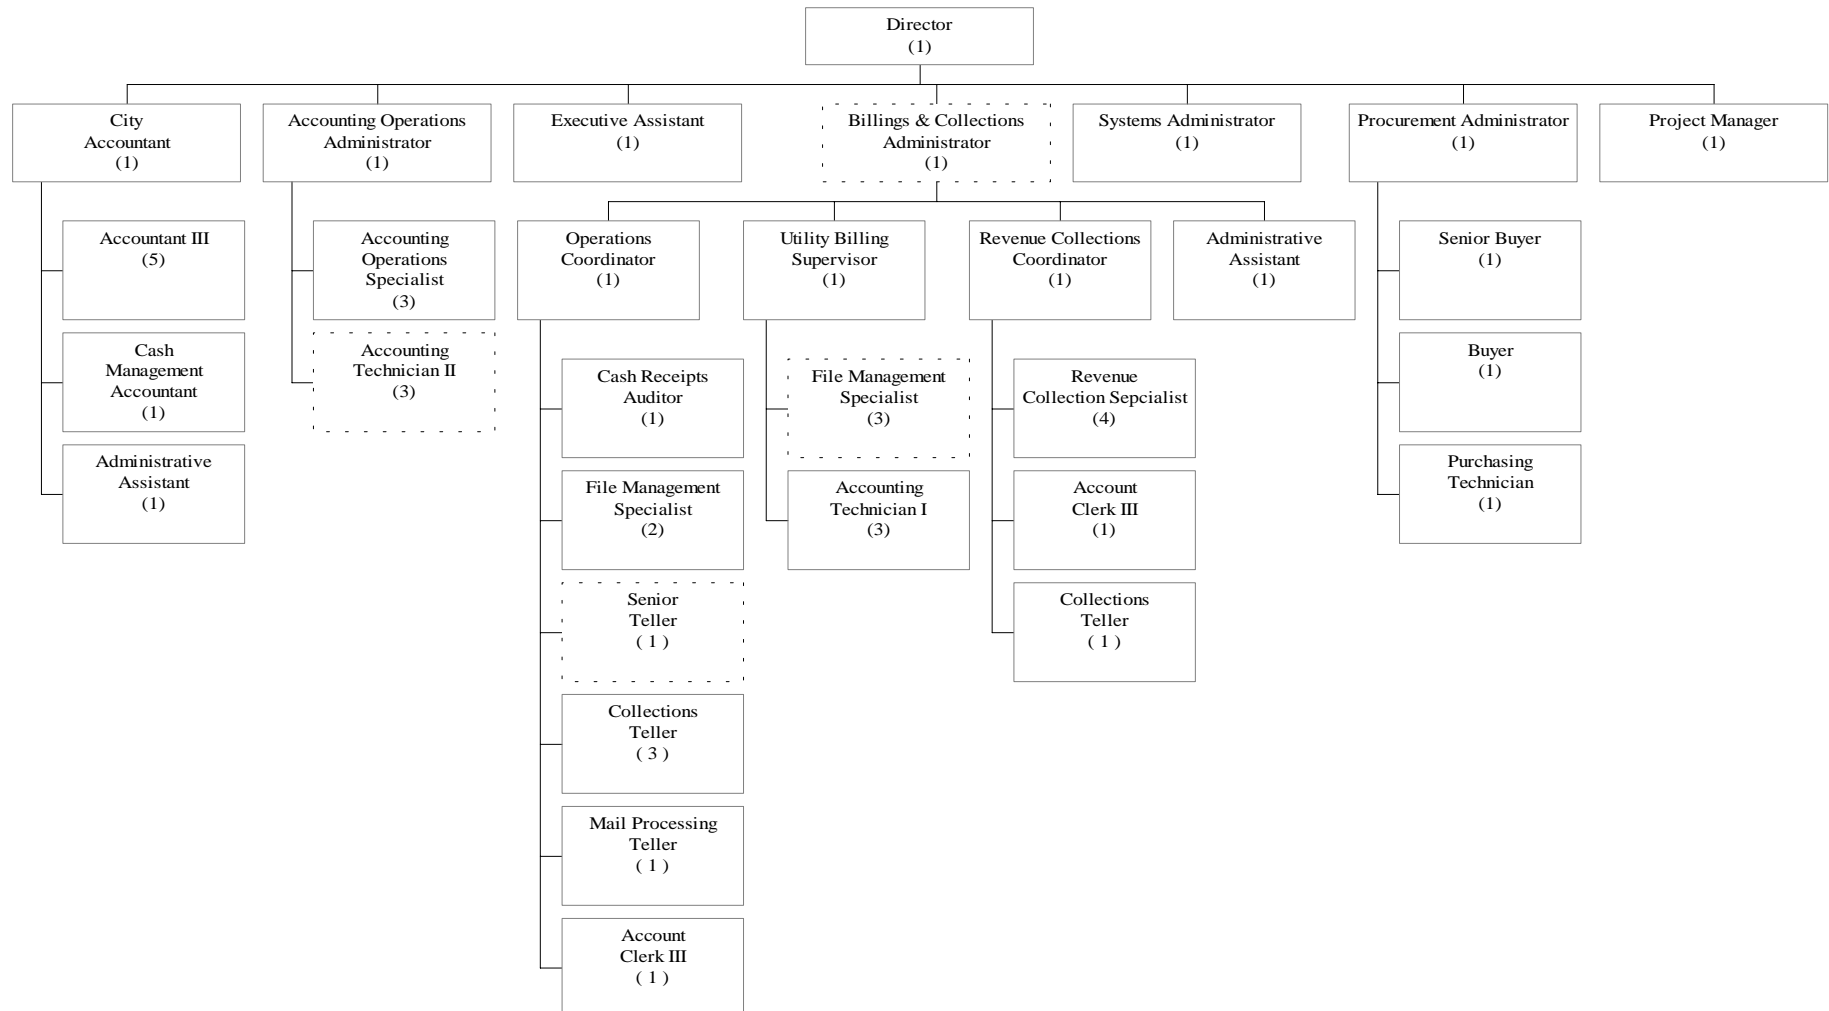 Director
(1)
City
Accountant
(1)
Accounting Operations
Administrator
(1)
Executive Assistant
(1)
Billings & Collections
Administrator
(1)
Systems Administrator
(1)
Procurement Administrator
(1)
Project Manager
(1)
Accountant III
(5)
Cash
Management
Accountant
(1)
Administrative
Assistant
(1)
Accounting
Operations
Specialist
(3)
Accounting
Technician II
(3)
Operations
Coordinator
(1)
Cash Receipts
Auditor
(1)
File Management
Specialist
(2)
Senior
Teller
( 1 )
Collections
Teller
( 3 )
Mail Processing
Teller
( 1 )
Account
Clerk III
( 1 )
Utility Billing
Supervisor
(1)
File Management
Specialist
(3)
Accounting
Technician I
(3)
Revenue Collections
Coordinator
(1)
Revenue
Collection Sepcialist
(4)
Account
Clerk III
(1)
Collections
Teller
( 1 )
Administrative
Assistant
(1)
Senior Buyer
(1)
Buyer
(1)
Purchasing
Technician
(1)